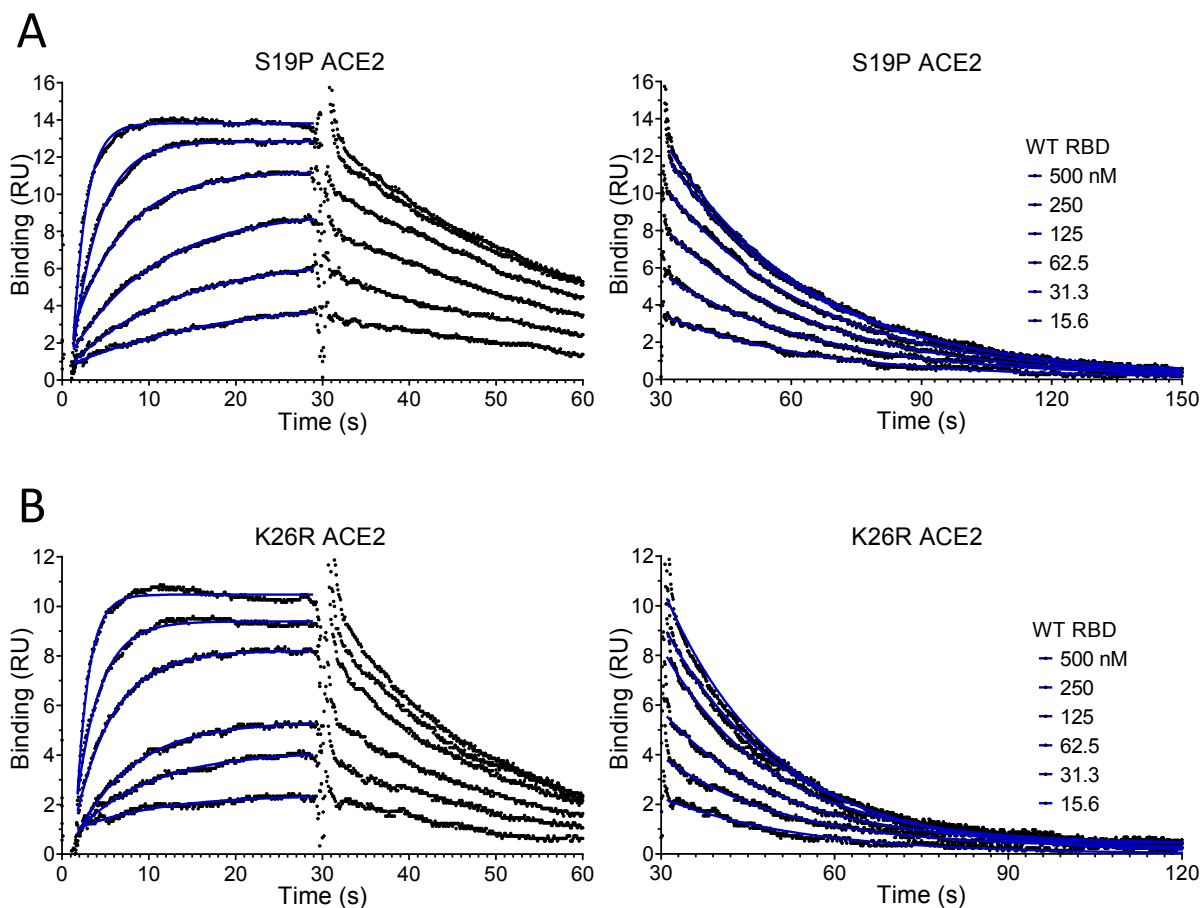 A
S19P ACE2
16
14
12
10
8
6
4
2
0
Binding (RU)
0 10 20 30 40 50 60
Time (s)
S19P ACE2
16
14
12
10
8
6
4
2
0
Binding (RU)
30 60 90 120 150
Time (s)
WT RBD
500 nM
250
125
62.5
31.3
15.6
B
K26R ACE2
12
10
8
6
4
2
0
Binding (RU)
0 10 20 30 40 50 60
Time (s)
K26R ACE2
12
10
8
6
4
2
0
Binding (RU)
30 60 90 120
Time (s)
WT RBD
500 nM
250
125
62.5
31.3
15.6